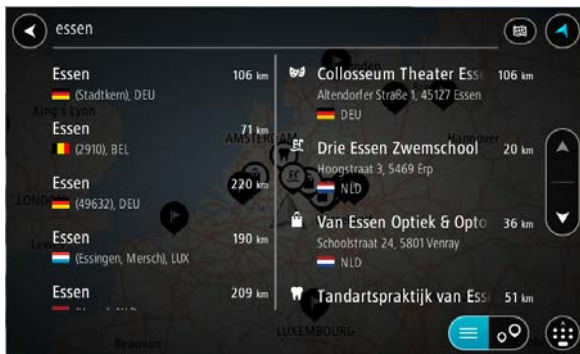 essen
Essen 106 km
(Stadtkern), DEU
Essen 71 km
(2910), BEL
Essen 220 km
(49632), DEU
Essen 190 km
(Essingen, Mersch), LUX
Essen 209 km
Collosseum Theater Ess 106 km
Altendorfer Straße 1, 45127 Essen
DEU
Drie Essen Zwemschool 20 km
Hoogstraat 3, 5469 Erp
NLD
Van Essen Optiek & Opto 36 km
Schoolstraat 24, 5801 Venray
NLD
Tandartspraktijk van Ess 51 km
King's Lynn
AMSTERDAM
Hannover
LONDON
LUXEMBOURG
Beauvais